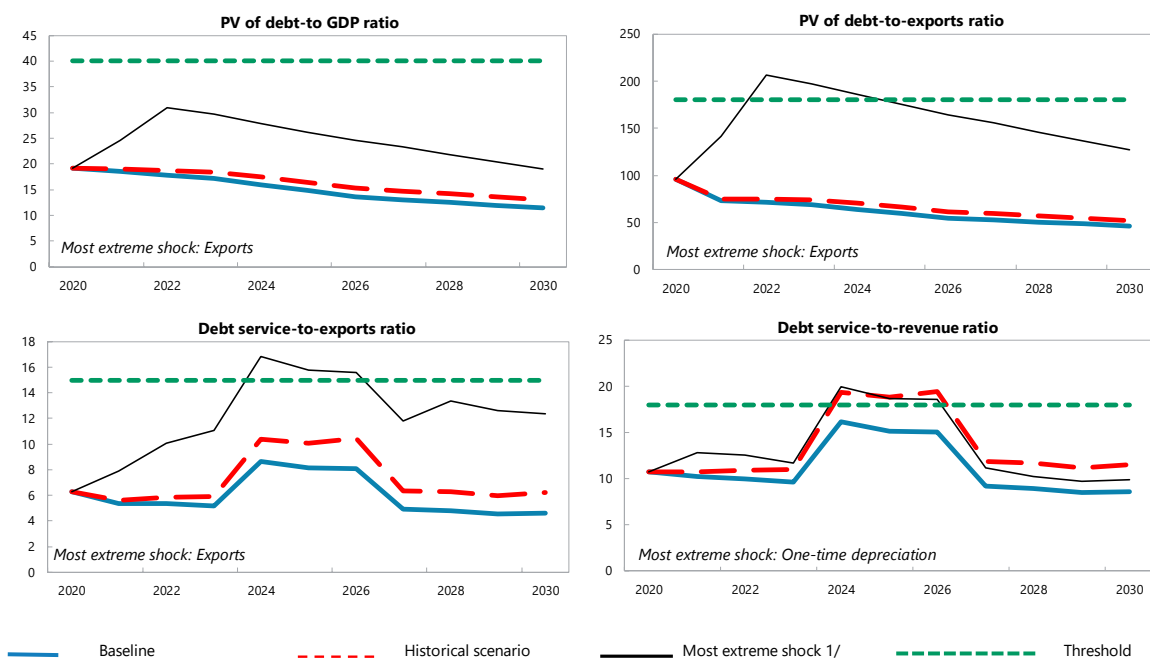 PV of debt-to GDP ratio
45
40
35
30
25
20
15
10
5
0
Most extreme shock: Exports
2020 2022 2024 2026 2028 2030
PV of debt-to-exports ratio
250
200
150
100
50
0
Most extreme shock: Exports
2020 2022 2024 2026 2028 2030
Debt service-to-exports ratio
18
16
14
12
10
8
6
4
2
0
Most extreme shock: Exports
2020 2022 2024 2026 2028 2030
Debt service-to-revenue ratio
25
20
15
10
5
0
Most extreme shock: One-time depreciation
2020 2022 2024 2026 2028 2030
Baseline Historical scenario Most extreme shock 1/ Threshold